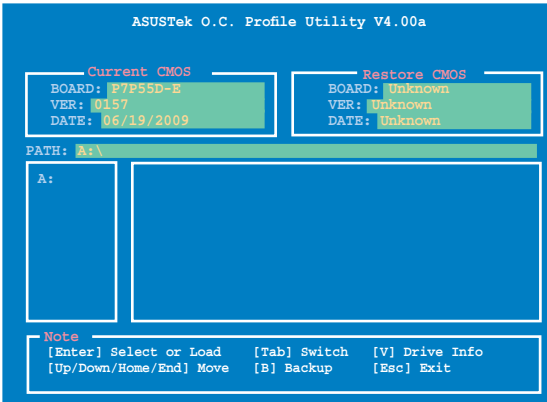 ASUSTek O.C. Profile Utility V4.00a
Current CMOS
BOARD: P7P55D-E
VER: 0157
DATE: 06/19/2009
Restore CMOS
BOARD: Unknown
VER: Unknown
DATE: Unknown
PATH: A:\
A:
Note
[Enter] Select or Load [Tab] Switch [V] Drive Info
[Up/Down/Home/End] Move [B] Backup [Esc] Exit